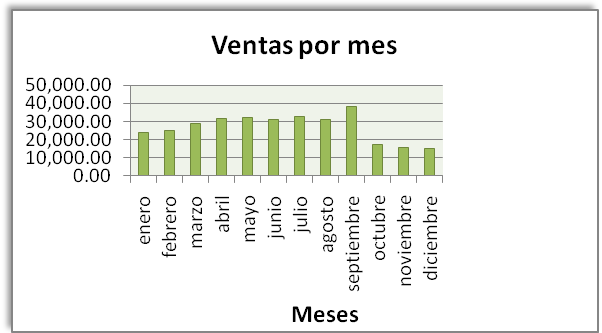 Ventas por mes
50,000.00
40,000.00
30,000.00
20,000.00
10,000.00
0.00
enero
febrero
marzo
abril
mayo
junio
julio
agosto
septiembre
octubre
noviembre
diciembre
Meses